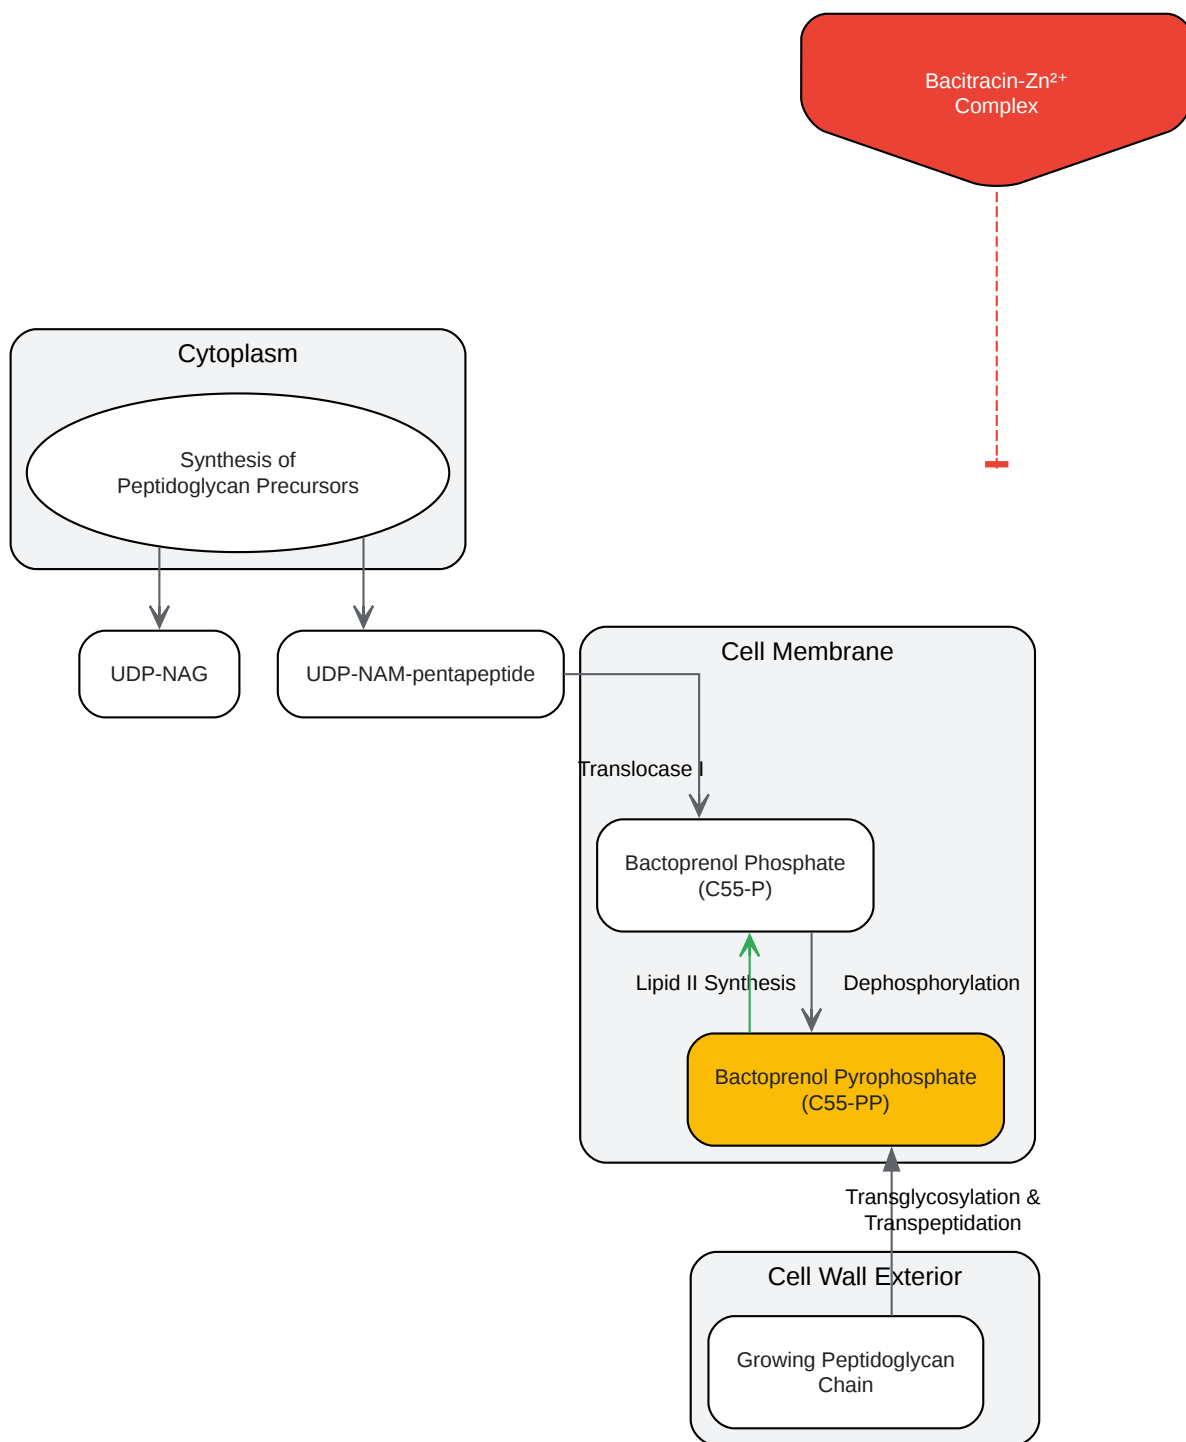 Bacitracin-Zn²⁺
Complex
Cytoplasm
Synthesis of
Peptidoglycan Precursors
UDP-NAG
UDP-NAM-pentapeptide
Cell Membrane
Translocase I
Bactoprenol Phosphate
(C55-P)
Lipid II Synthesis
Dephosphorylation
Bactoprenol Pyrophosphate
(C55-PP)
Transglycosylation &
Transpeptidation
Cell Wall Exterior
Growing Peptidoglycan
Chain